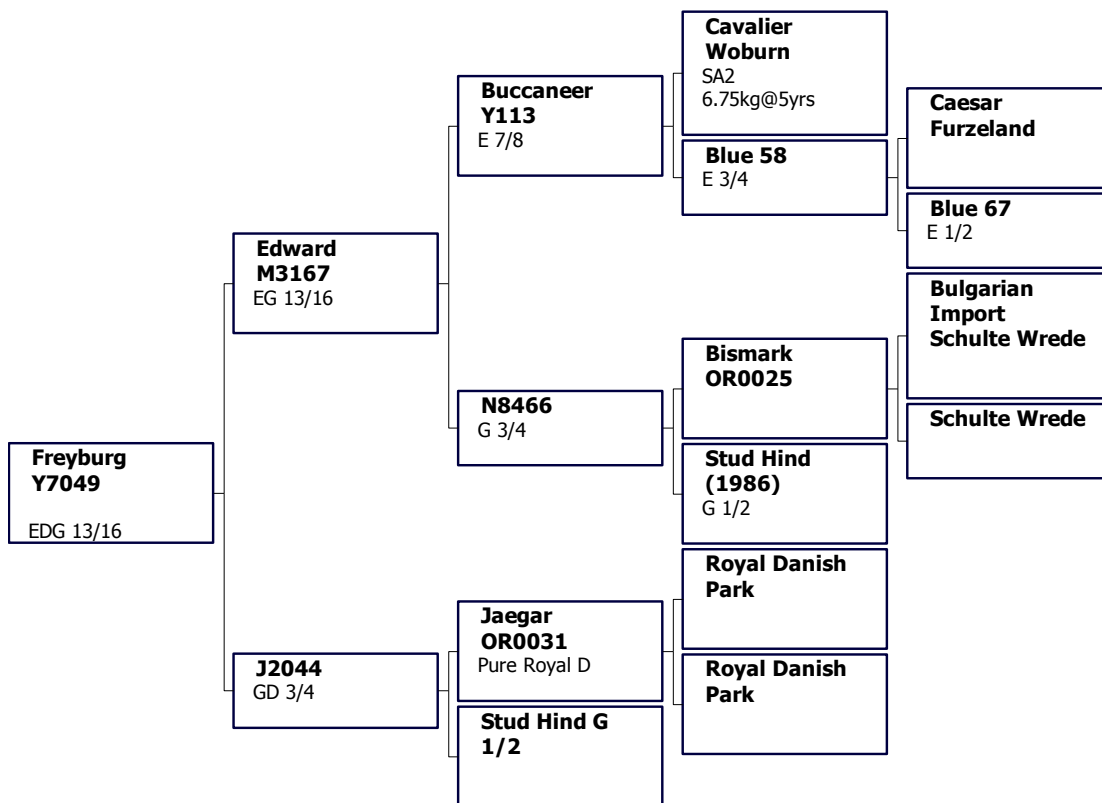 Freyburg
Y7049
EDG 13/16
Edward
M3167
EG 13/16
J2044
GD 3/4
Buccaneer
Y113
E 7/8
N8466
G 3/4
Jaegar
OR0031
Pure Royal D
Stud Hind G
1/2
Cavalier
Woburn
SA2
6.75kg@5yrs
Blue 58
E 3/4
Bismark
OR0025
Stud Hind
(1986)
G 1/2
Royal Danish
Park
Royal Danish
Park
Caesar
Furzeland
Blue 67
E 1/2
Bulgarian
Import
Schulte Wrede
Schulte Wrede